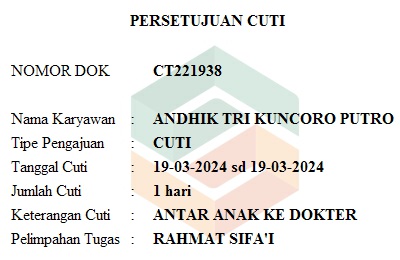 PERSETUJUAN CUTI
NOMOR DOK CT221938
Nama Karyawan : ANDHIK TRI KUNCORO PUTRO
Tipe Pengajuan : CUTI
Tanggal Cuti : 19-03-2024 sd 19-03-2024
Jumlah Cuti : 1 hari
Keterangan Cuti : ANTAR ANAK KE DOKTER
Pelimpahan Tugas : RAHMAT SIFA'I